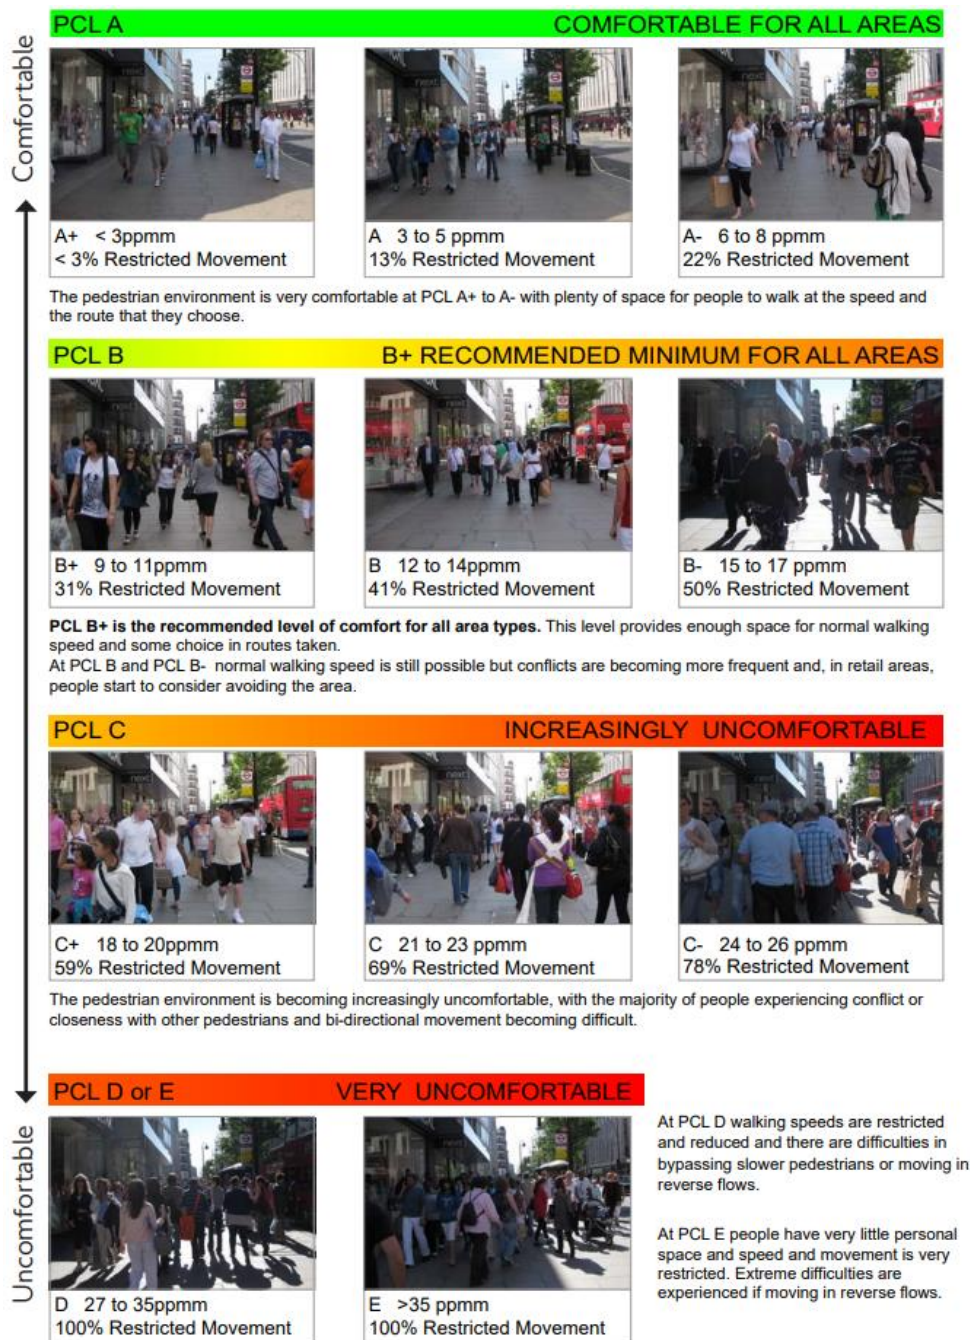 PCL A COMFORTABLE FOR ALL AREAS
Comfortable
A+ < 3ppmm
< 3% Restricted Movement
A 3 to 5 ppmm
13% Restricted Movement
A- 6 to 8 ppmm
22% Restricted Movement
The pedestrian environment is very comfortable at PCL A+ to A- with plenty of space for people to walk at the speed and
the route that they choose.
PCL B B+ RECOMMENDED MINIMUM FOR ALL AREAS
B+ 9 to 11ppmm
31% Restricted Movement
B 12 to 14ppmm
41% Restricted Movement
B- 15 to 17 ppmm
50% Restricted Movement
PCL B+ is the recommended level of comfort for all area types. This level provides enough space for normal walking
speed and some choice in routes taken.
At PCL B and PCL B- normal walking speed is still possible but conflicts are becoming more frequent and, in retail areas,
people start to consider avoiding the area.
PCL C INCREASINGLY UNCOMFORTABLE
C+ 18 to 20ppmm
59% Restricted Movement
C 21 to 23 ppmm
69% Restricted Movement
C- 24 to 26 ppmm
78% Restricted Movement
The pedestrian environment is becoming increasingly uncomfortable, with the majority of people experiencing conflict or
closeness with other pedestrians and bi-directional movement becoming difficult.
PCL D or E VERY UNCOMFORTABLE
Uncomfortable
D 27 to 35ppmm
100% Restricted Movement
E >35 ppmm
100% Restricted Movement
At PCL D walking speeds are restricted
and reduced and there are difficulties in
bypassing slower pedestrians or moving in
reverse flows.
At PCL E people have very little personal
space and speed and movement is very
restricted. Extreme difficulties are
experienced if moving in reverse flows.